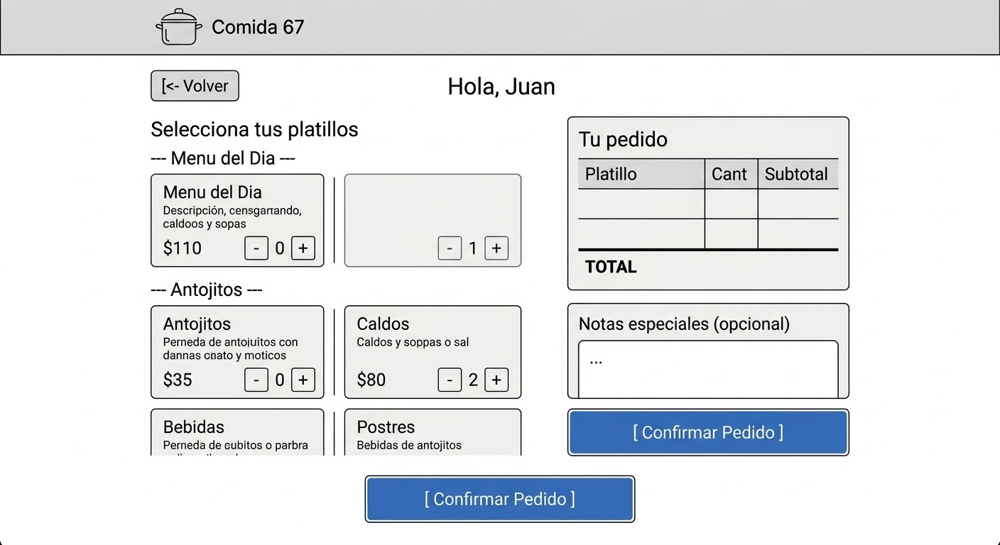 Comida 67
[<- Volver
Hola, Juan
Selecciona tus platillos
--- Menu del Dia ---
Menu del Dia
Descripción, censgarrando,
caldoos y sopas
$110
- 0 +
- 1 +
--- Antojitos ---
Antojitos
Perneda de antojuitos con
dannas cnato y moticos
$35
- 0 +
Caldos
Caldos y soppas o sal
$80
- 2 +
Bebidas
Perneda de cubitos o parbra
Postres
Bebidas de antojitos
Tu pedido
Platillo Cant Subtotal
TOTAL
Notas especiales (opcional)
...
[ Confirmar Pedido ]
[ Confirmar Pedido ]